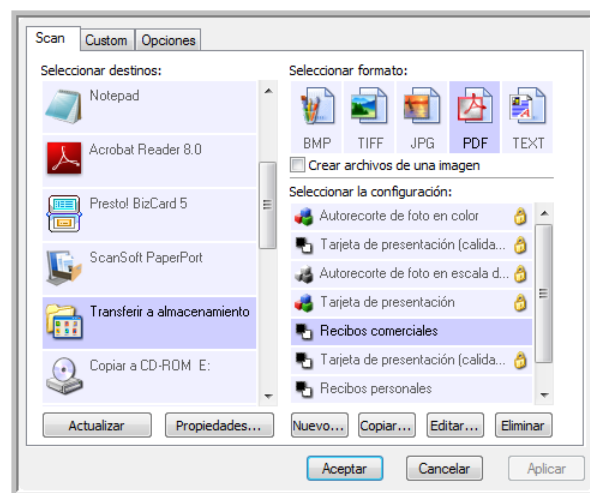 Scan Custom Opciones
Seleccionar destinos:
Notepad
Acrobat Reader 8.0
Presto! BizCard 5
ScanSoft PaperPort
Transferir a almacenamiento
Copiar a CD-ROM E:
Actualizar Propiedades...
Seleccionar formato:
BMP TIFF JPG PDF TEXT
Crear archivos de una imagen
Seleccionar la configuración:
Autorecorte de foto en color
Tarjeta de presentación (calida...
Autorecorte de foto en escala d...
Tarjeta de presentación
Recibos comerciales
Tarjeta de presentación (calida...
Recibos personales
Nuevo... Copiar... Editar... Eliminar
Aceptar Cancelar Aplicar